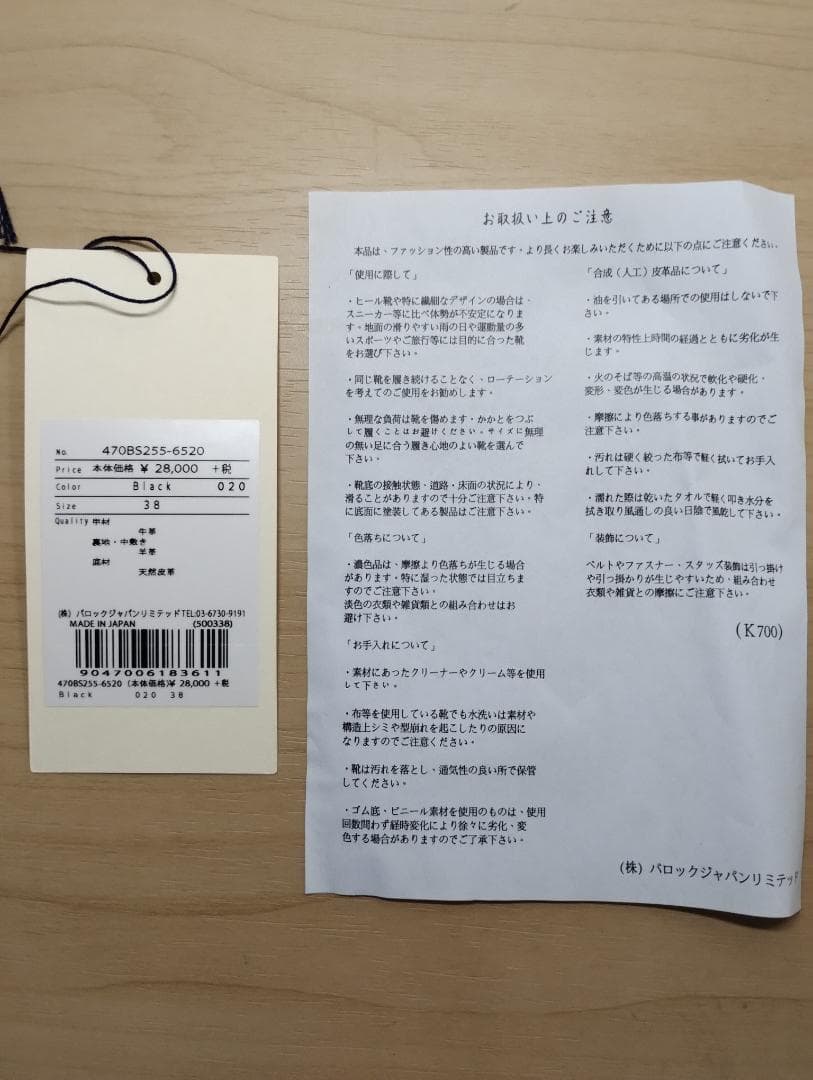 No. 470BS255-6520
Price 本体価格 ¥ 28,000 +税
Color Black 020
Size 38
Quality 甲材
牛革
裏地・中敷き
羊革
底材
天然皮革
(株) バロックジャパンリミテッドTEL:03-6730-9191
MADE IN JAPAN (500338)
9047006183611
470BS255-6520 (本体価格)¥ 28,000 +税
Black 020 38
お取扱い上のご注意
本品は、ファッション性の高い製品です・より長くお楽しみいただくために以下の点にご注意ください.
「使用に際して」
・ヒール靴や特に繊細なデザインの場合は、
スニーカー等に比べ体勢が不安定になりま
す。地面の滑りやすい雨の日や運動量の多
いスポーツやご旅行等には目的に合った靴
をお選び下さい。
・同じ靴を履き続けることなく、ローテーション
を考えてのご使用をお勧めします。
・無理な負荷は靴を傷めます・かかとをつぶ
して履くことはお避けください。サイズに無理
の無い足に合う履き心地のよい靴を選んで
下さい。
・靴底の接触状態・道路・床面の状況により、
滑ることがありますので十分ご注意下さい・特
に底面に塗装してある製品はご注意下さい。
「色落ちについて」
・濃色品は、摩擦より色落ちが生じる場合
があります・特に湿った状態では目立ちま
すのでご注意下さい。
淡色の衣類や雑貨類との組み合わせはお
避け下さい。
「お手入れについて」
・素材にあったクリーナーやクリーム等を使用
して下さい。
・布等を使用している靴でも水洗いは素材や
構造上シミや型崩れを起こしたりの原因に
なりますのでご注意ください・
・靴は汚れを落とし、通気性の良い所で保管
してください。
・ゴム底、ビニール素材を使用のものは、使用
回数問わず経時変化により徐々に劣化、変
色する場合がありますのでご了承下さい。
「合成(人工)皮革品について」
・油を引いてある場所での使用はしないで下
さい。
・素材の特性上時間の経過とともに劣化が生
じます。
・火のそば等の高温の状況で軟化や硬化、
変形、変色が生じる場合があります。
・摩擦により色落ちする事がありますのでご
注意下さい。
・汚れは硬く絞った布等で軽く拭いてお手入
れして下さい。
・濡れた際は乾いたタオルで軽く叩き水分を
拭き取り風通しの良い日陰で風乾して下さい。
「装飾について」
ベルトやファスナー、スタッズ装飾は引っ掛け
や引っ掛かりが生じやすいため、組み合わせ
衣類や雑貨との摩擦にご注意下さい。
(K700)
(株) バロックジャパンリミテッド